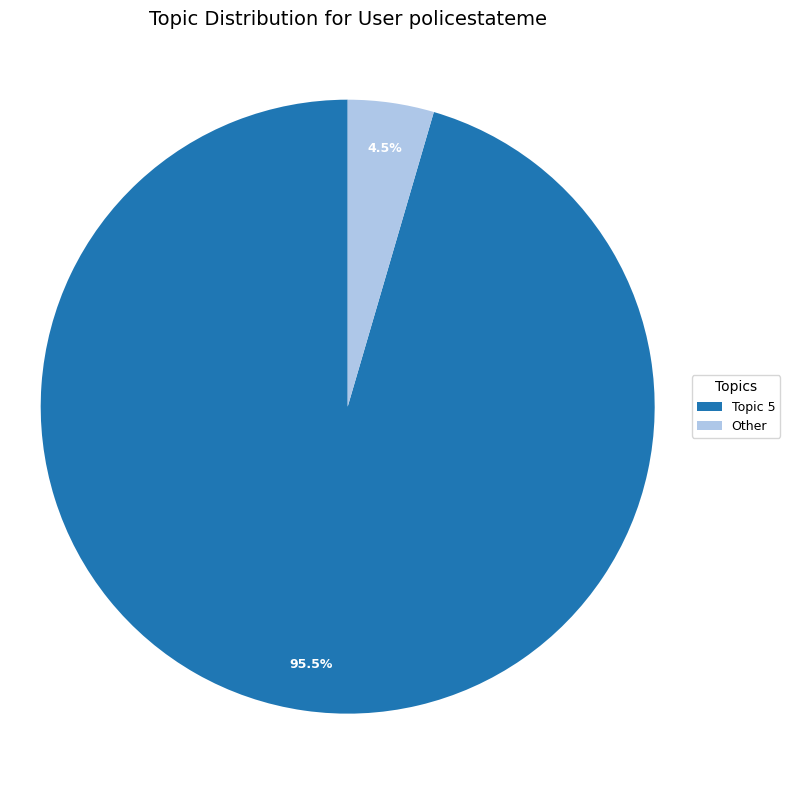 Topic Distribution for User policestateme
4.5%
Topics
Topic 5
Other
95.5%